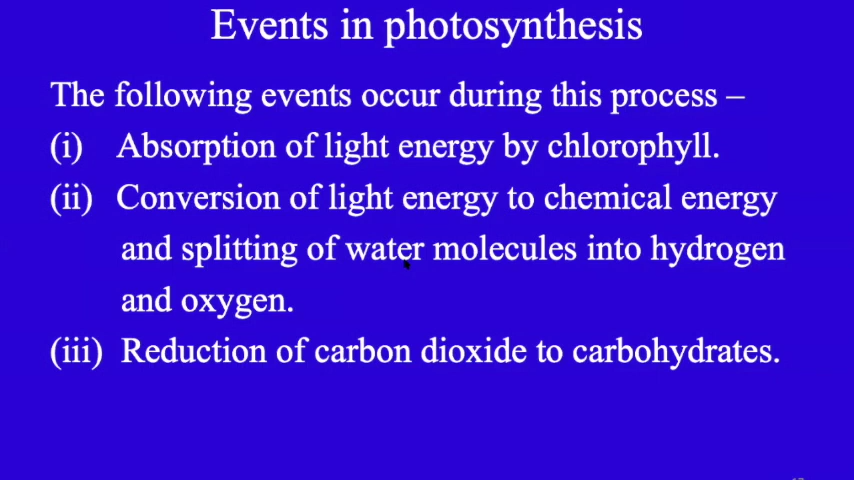 Events in photosynthesis
The following events occur during this process –
(i) Absorption of light energy by chlorophyll.
(ii) Conversion of light energy to chemical energy
and splitting of water molecules into hydrogen
and oxygen.
(iii) Reduction of carbon dioxide to carbohydrates.